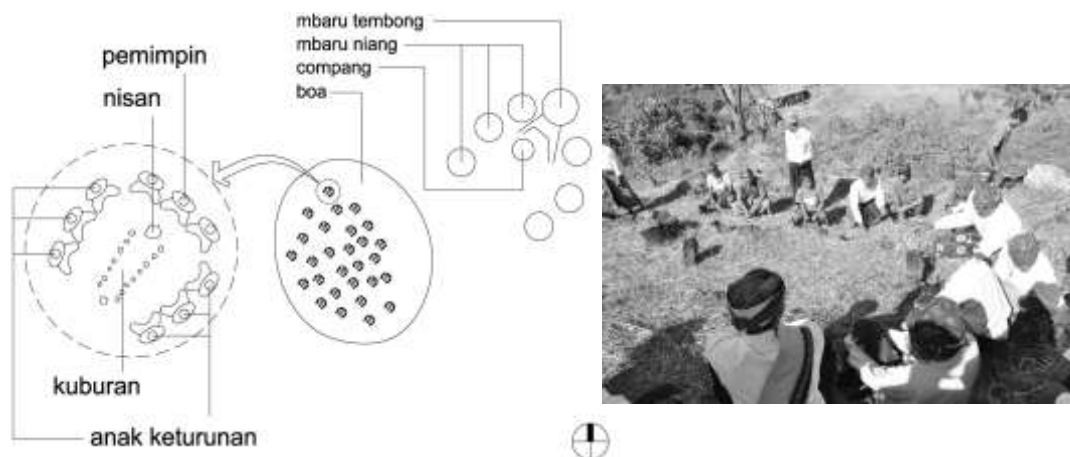 mbaru tembong
mbaru niang
compang
boa
pemimpin
nisan
kuburan
anak keturunan